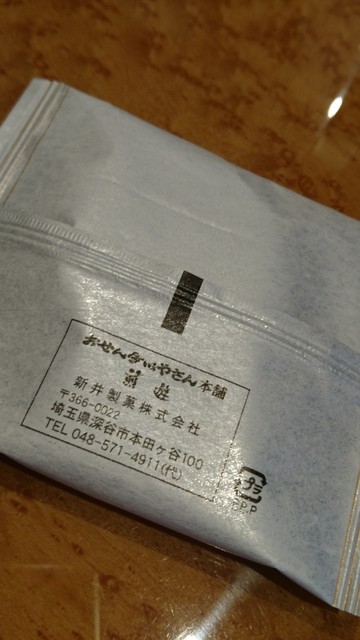 おせんべいやさん本舗
煎遊
新井製菓株式会社
〒366-0022
埼玉県深谷市本田ヶ谷100
TEL 048-571-4911(代)
プラ
P.P